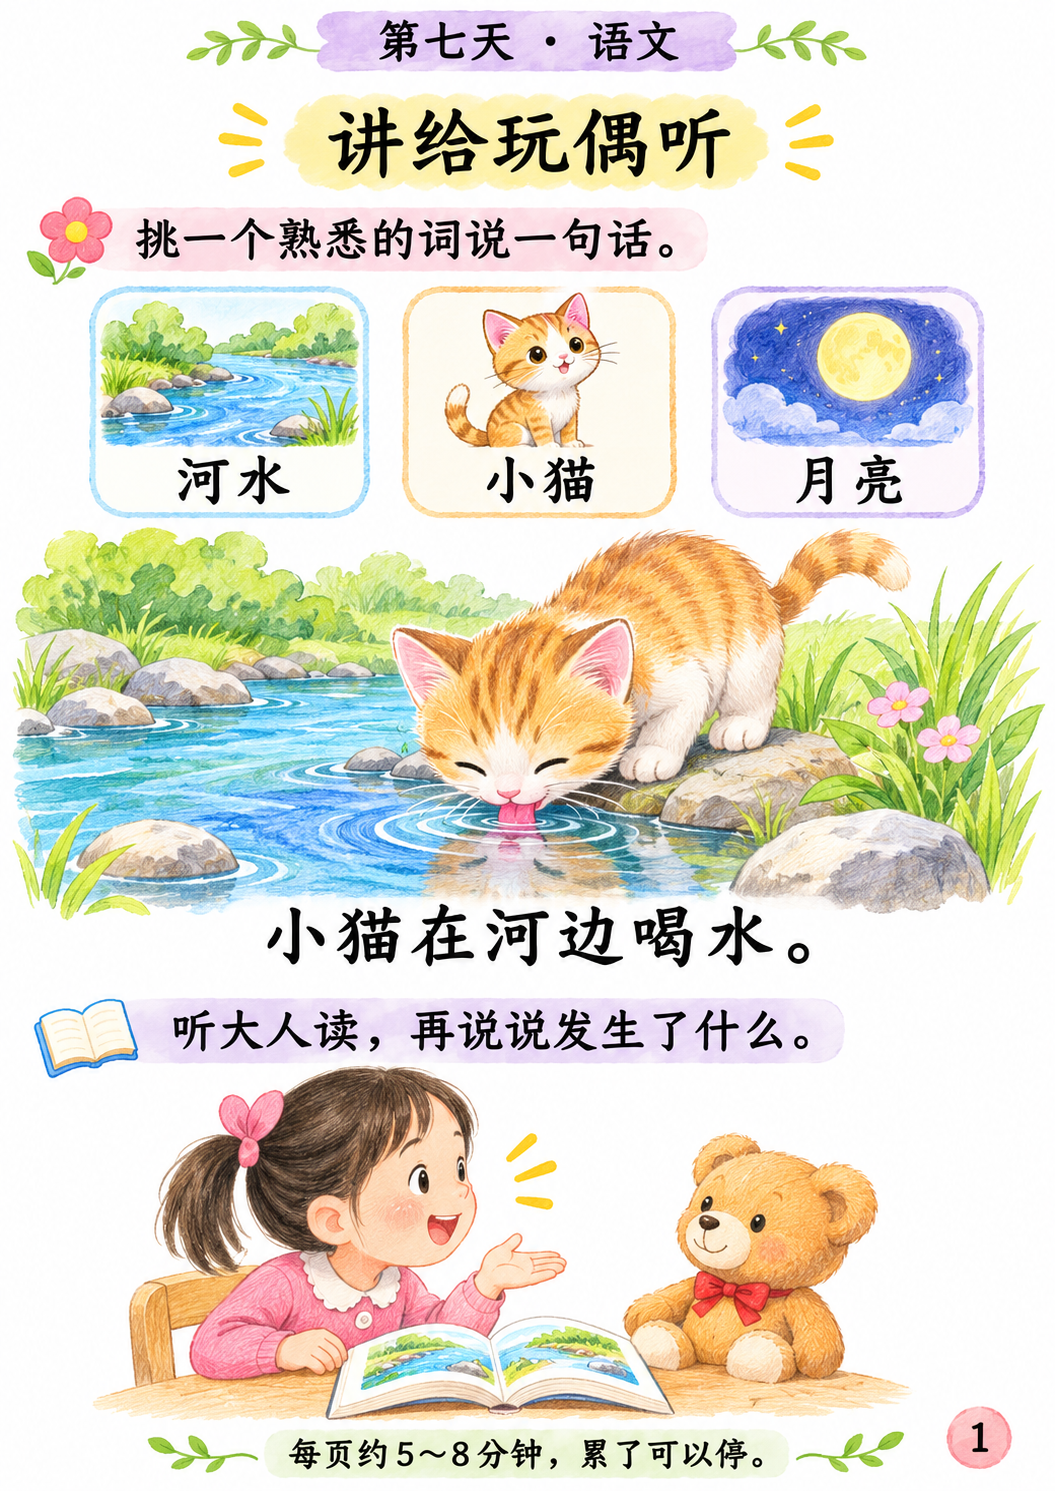 第七天 · 语文
讲给玩偶听
挑一个熟悉的词说一句话。
河水
小猫
月亮
小猫在河边喝水。
听大人读，再说说发生了什么。
每页约5～8分钟，累了可以停。
1